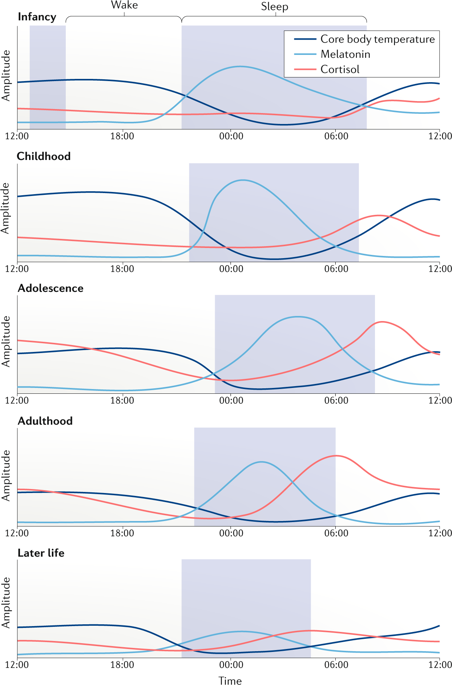 Wake Sleep
Infancy
Core body temperature
Melatonin
Cortisol
Amplitude
12:00 18:00 00:00 06:00 12:00
Childhood
Amplitude
12:00 18:00 00:00 06:00 12:00
Adolescence
Amplitude
12:00 18:00 00:00 06:00 12:00
Adulthood
Amplitude
12:00 18:00 00:00 06:00 12:00
Later life
Amplitude
12:00 18:00 00:00 06:00 12:00
Time